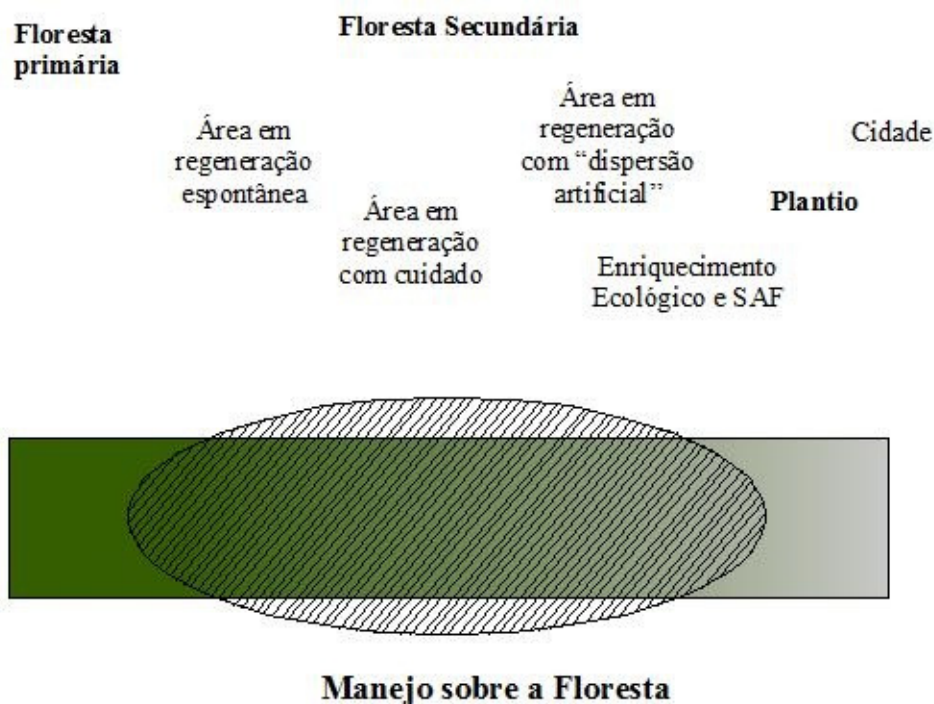 Floresta
primária
Floresta Secundária
Área em
regeneração
espontânea
Área em
regeneração
com cuidado
Área em
regeneração
com “dispersão
artificial”
Enriquecimento
Ecológico e SAF
Plantio
Cidade
Manejo sobre a Floresta